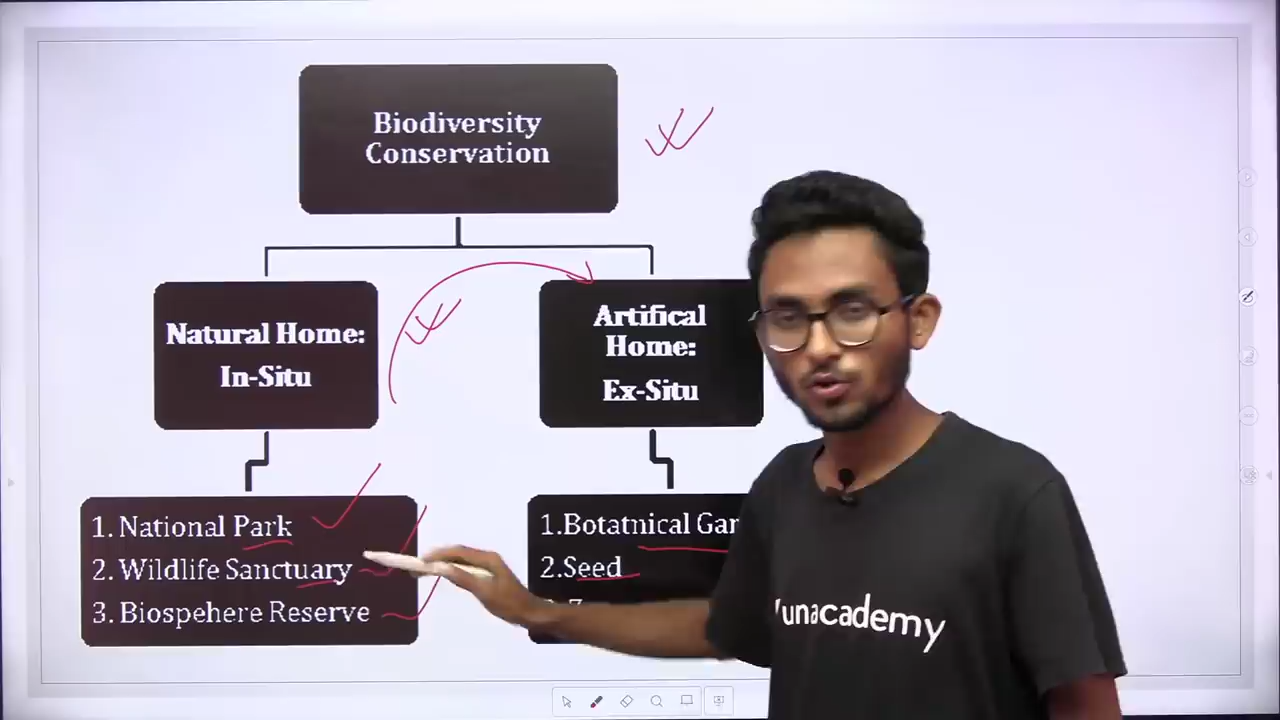 Biodiversity
Conservation
Natural Home:
In-Situ
Artifical
Home:
Ex-Situ
1. National Park
2. Wildlife Sanctuary
3. Biospehere Reserve
1.Botatnical Gar
2.Seed
unacademy